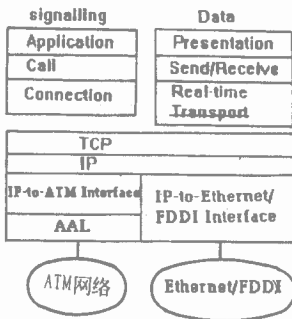 signalling
Data
Application
Presentation
Call
Send/Receive
Connection
Real-time
Transport
TCP
IP
IP-to-ATM Interface
IP-to-Ethernet/
FDDI Interface
AAL
ATM网络
Ethernet/FDDI